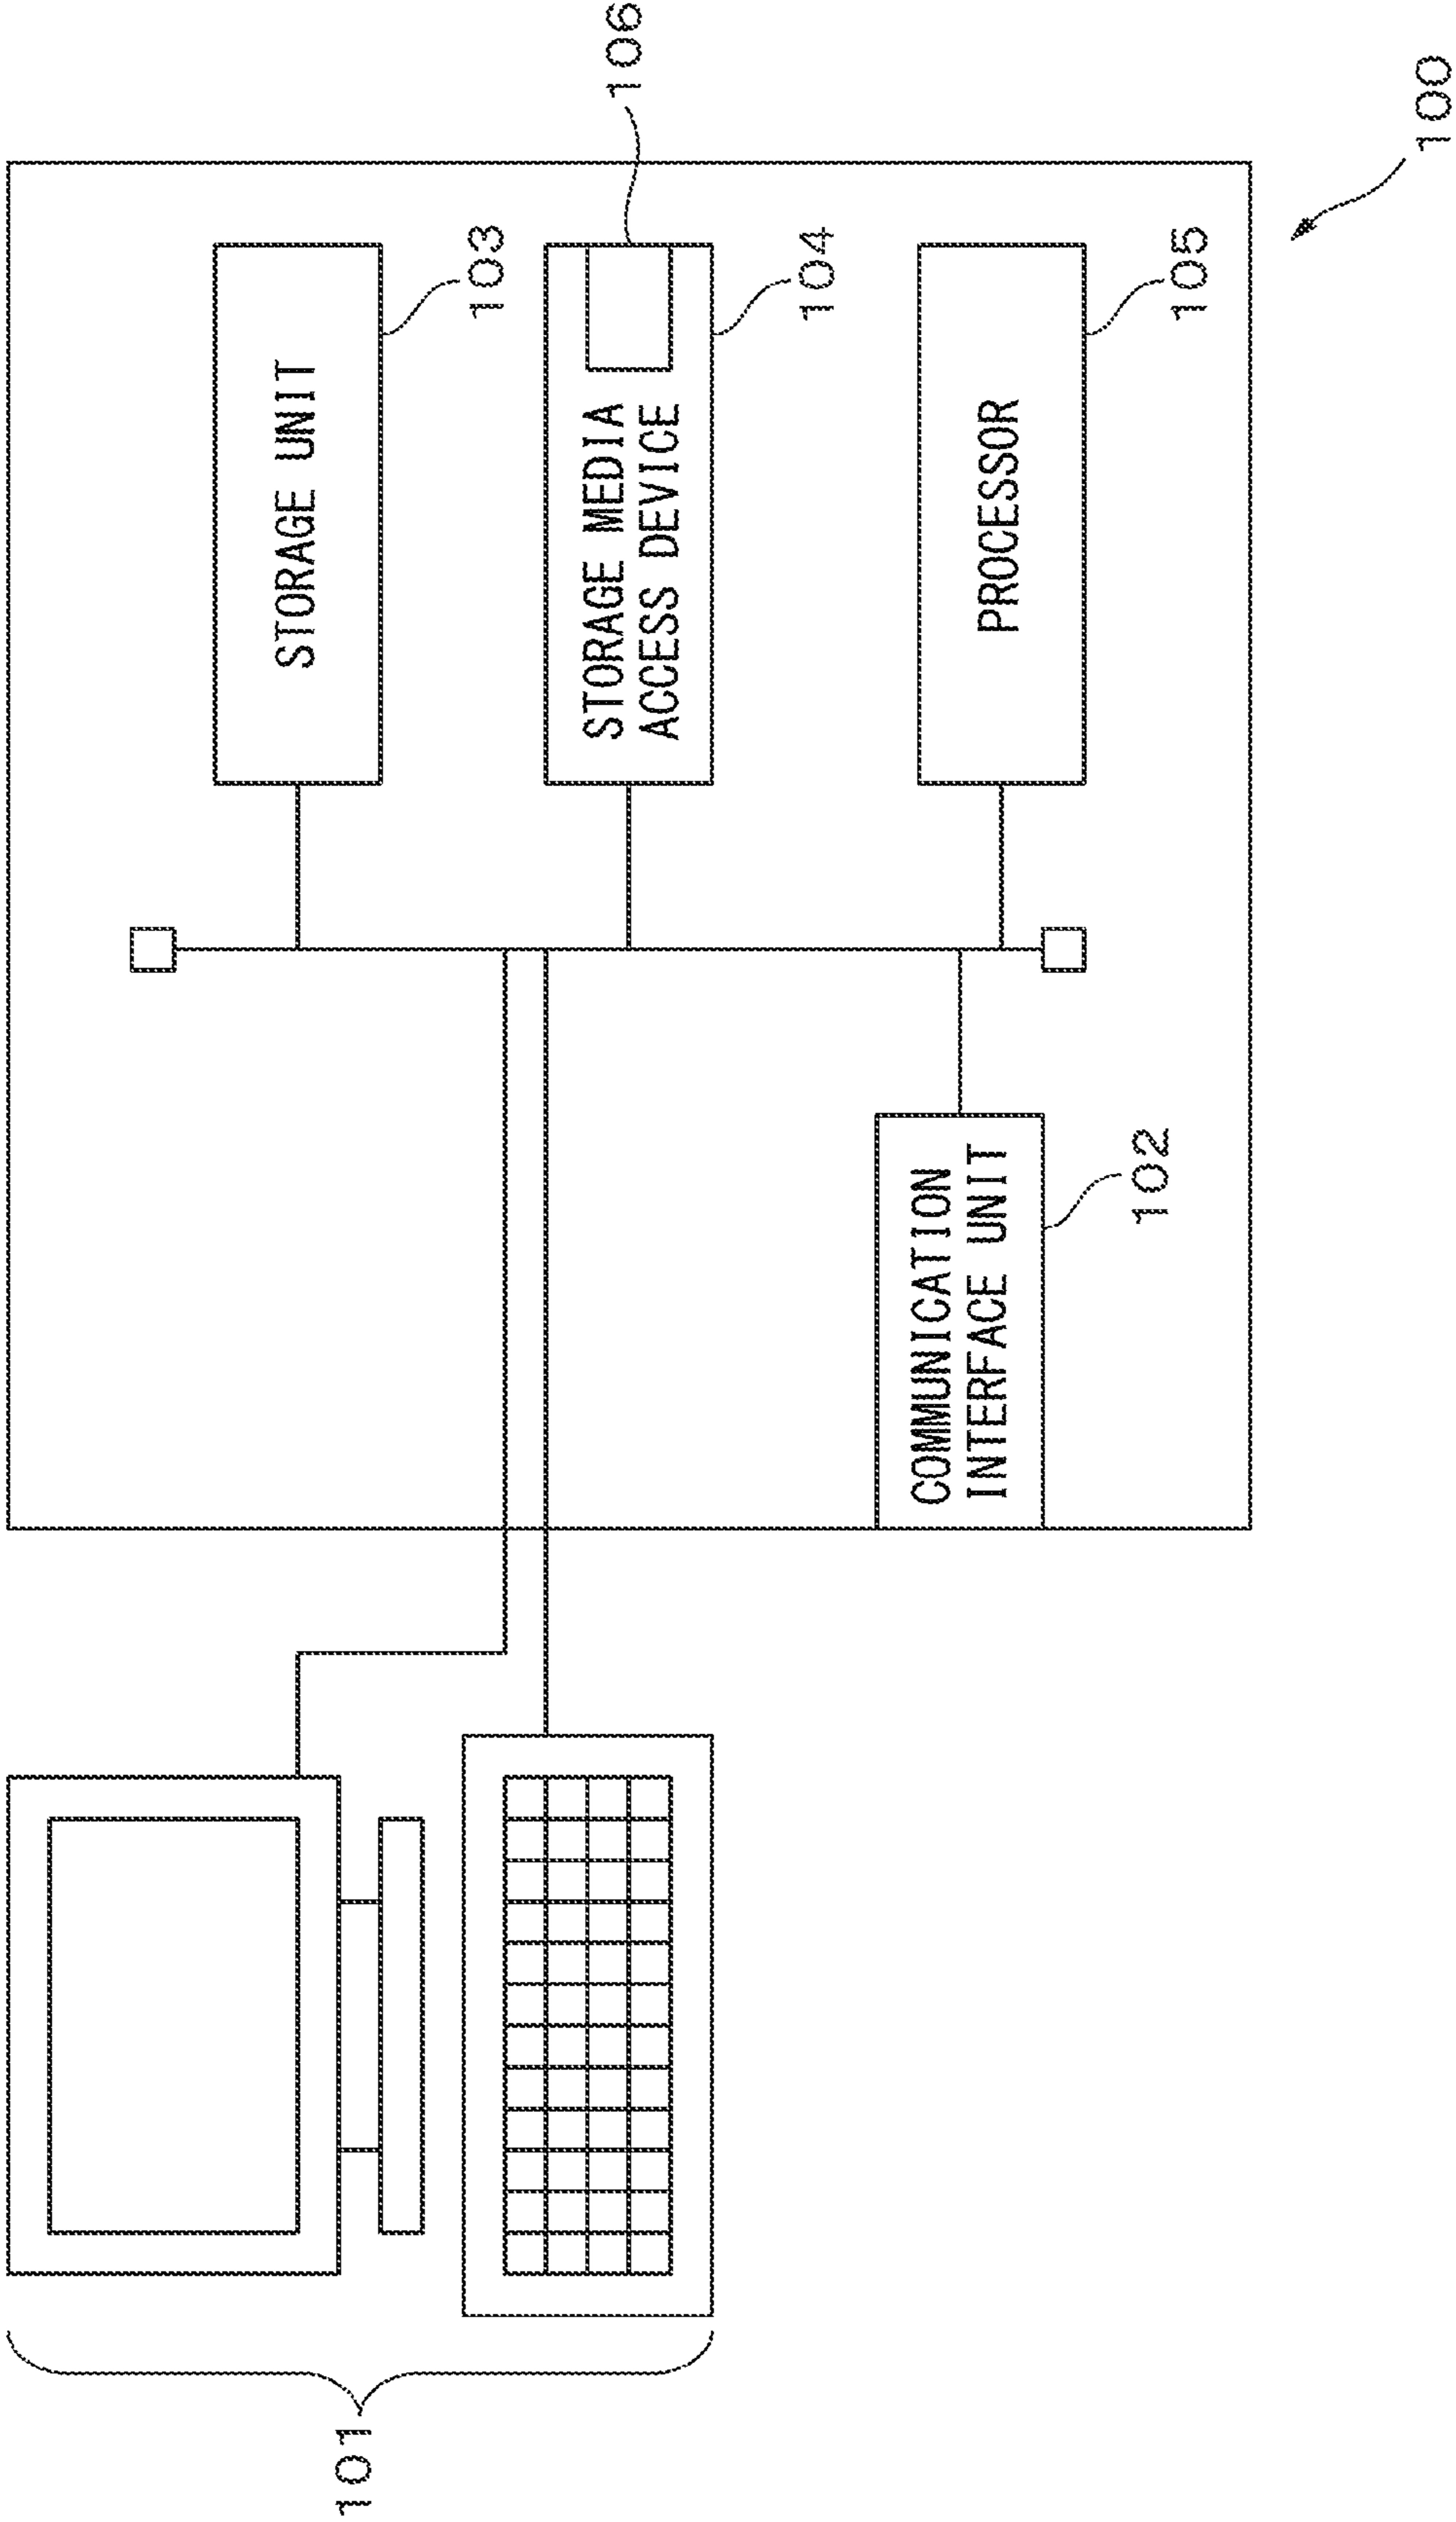 101
STORAGE UNIT
103
STORAGE MEDIA
ACCESS DEVICE
106
104
COMMUNICATION
INTERFACE UNIT
102
PROCESSOR
105
100